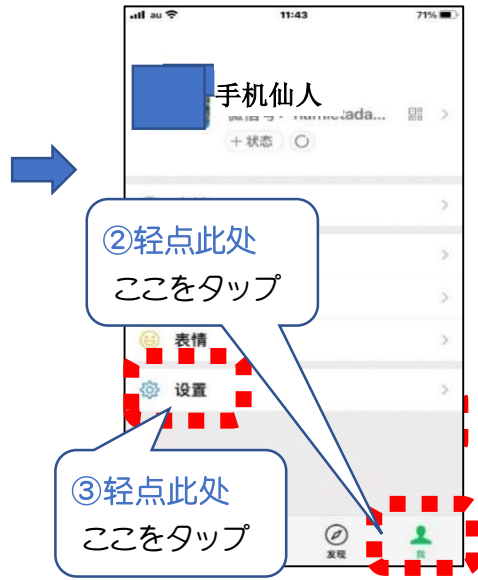 au 11:43 71%
手机仙人
+ 状态
②轻点此处
ここをタップ
表情
设置
③轻点此处
ここをタップ
发现
我